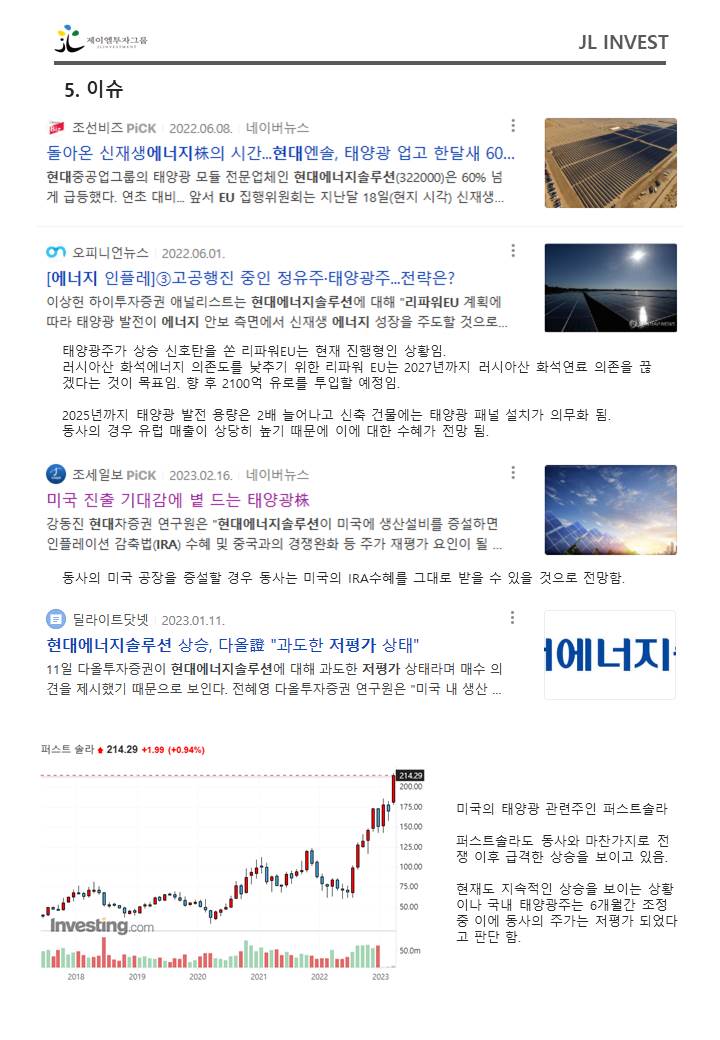 제이엘투자그룹
JL INVESTMENT
JL INVEST
5. 이슈
조선비즈 PiCK 2022.06.08. 네이버뉴스
돌아온 신재생에너지株의 시간...현대엔솔, 태양광 업고 한달새 60...
현대중공업그룹의 태양광 모듈 전문업체인 현대에너지솔루션(322000)은 60% 넘
게 급등했다. 연초 대비... 앞서 EU 집행위원회는 지난달 18일(현지 시각) 신재생...
오피니언뉴스 2022.06.01.
[에너지 인플레]③고공행진 중인 정유주·태양광주...전략은?
이상헌 하이투자증권 애널리스트는 현대에너지솔루션에 대해 "리파워EU 계획에
따라 태양광 발전이 에너지 안보 측면에서 신재생 에너지 성장을 주도할 것으로...
태양광주가 상승 신호탄을 쏜 리파워EU는 현재 진행형인 상황임.
러시아산 화석에너지 의존도를 낮추기 위한 리파워 EU는 2027년까지 러시아산 화석연료 의존을 끊
겠다는 것이 목표임. 향 후 2100억 유로를 투입할 예정임.
2025년까지 태양광 발전 용량은 2배 늘어나고 신축 건물에는 태양광 패널 설치가 의무화 됨.
동사의 경우 유럽 매출이 상당히 높기 때문에 이에 대한 수혜가 전망 됨.
조세일보 PiCK 2023.02.16. 네이버뉴스
미국 진출 기대감에 볕 드는 태양광株
강동진 현대차증권 연구원은 "현대에너지솔루션이 미국에 생산설비를 증설하면
인플레이션 감축법(IRA) 수혜 및 중국과의 경쟁완화 등 주가 재평가 요인이 될 ...
동사의 미국 공장을 증설할 경우 동사는 미국의 IRA수혜를 그대로 받을 수 있을 것으로 전망함.
딜라이트닷넷 2023.01.11.
현대에너지솔루션 상승, 다올證 "과도한 저평가 상태"
11일 다올투자증권이 현대에너지솔루션에 대해 과도한 저평가 상태라며 매수 의
견을 제시했기 때문으로 보인다. 전혜영 다올투자증권 연구원은 "미국 내 생산 ...
에너지
퍼스트 솔라 214.29 +1.99 (+0.94%)
214.29
200.00
175.00
150.00
125.00
100.00
75.00
50.00
Investing.com
50.0m
2018 2019 2020 2021 2022 2023
미국의 태양광 관련주인 퍼스트솔라
퍼스트솔라도 동사와 마찬가지로 전
쟁 이후 급격한 상승을 보이고 있음.
현재도 지속적인 상승을 보이는 상황
이나 국내 태양광주는 6개월간 조정
중 이에 동사의 주가는 저평가 되었다
고 판단 함.